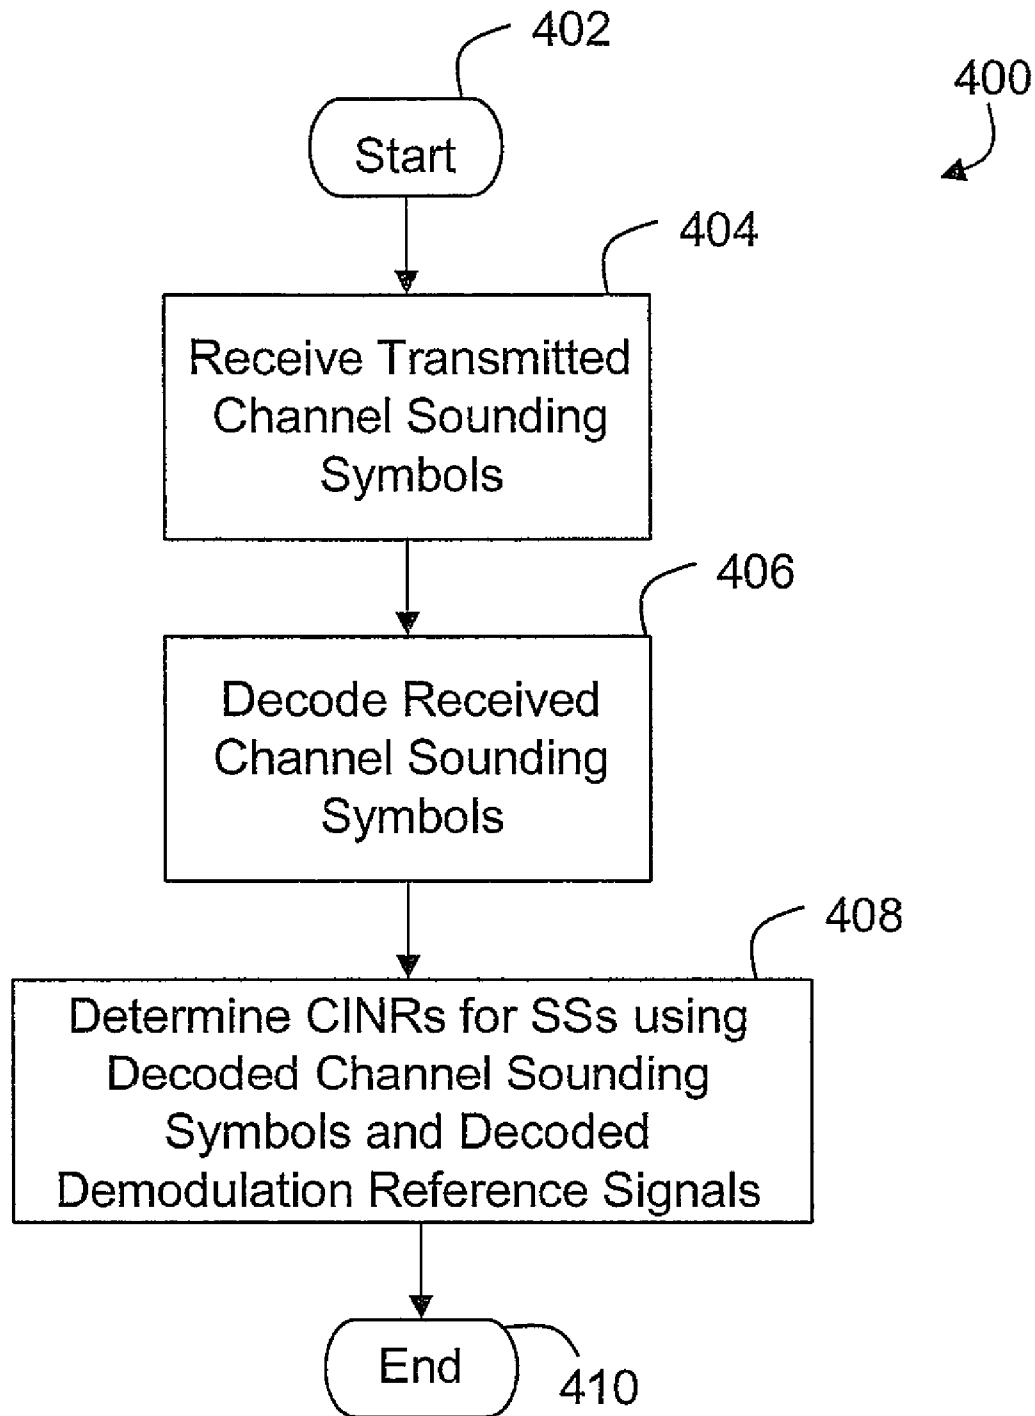 402
400
Start
404
Receive Transmitted
Channel Sounding
Symbols
406
Decode Received
Channel Sounding
Symbols
408
Determine CINRs for SSs using
Decoded Channel Sounding
Symbols and Decoded
Demodulation Reference Signals
End
410